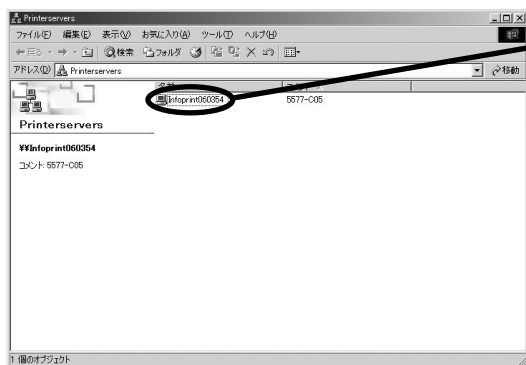 Printerservers
ファイル(F) 編集(E) 表示(V) お気に入り(A) ツール(T) ヘルプ(H)
戻る 検索 フォルダ
アドレス(D) Printerservers 移動
Infoprint060354 5577-C05
Printerservers
¥¥Infoprint060354
コメント: 5577-C05
1 個のオブジェクト